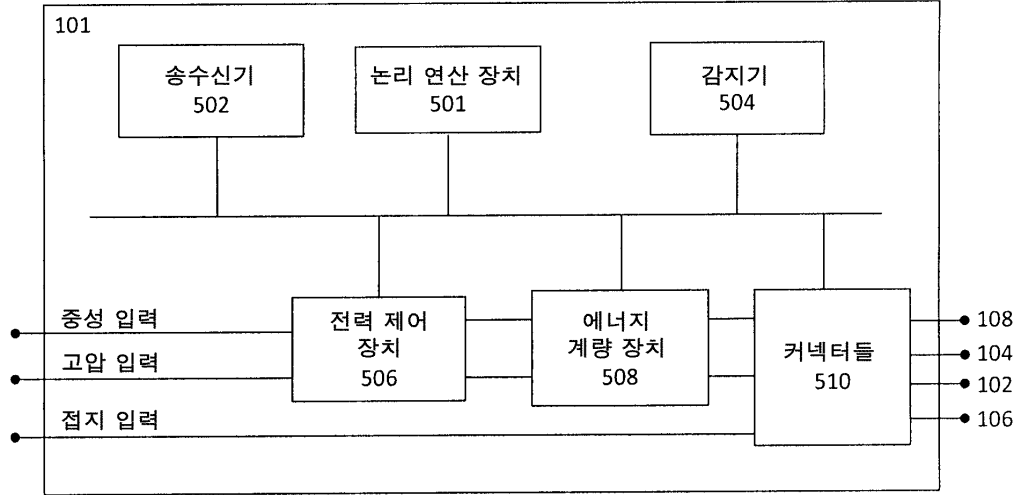 101
송수신기
502
논리 연산 장치
501
감지기
504
중성 입력
고압 입력
접지 입력
전력 제어
장치
506
에너지
계량 장치
508
커넥터들
510
108
104
102
106